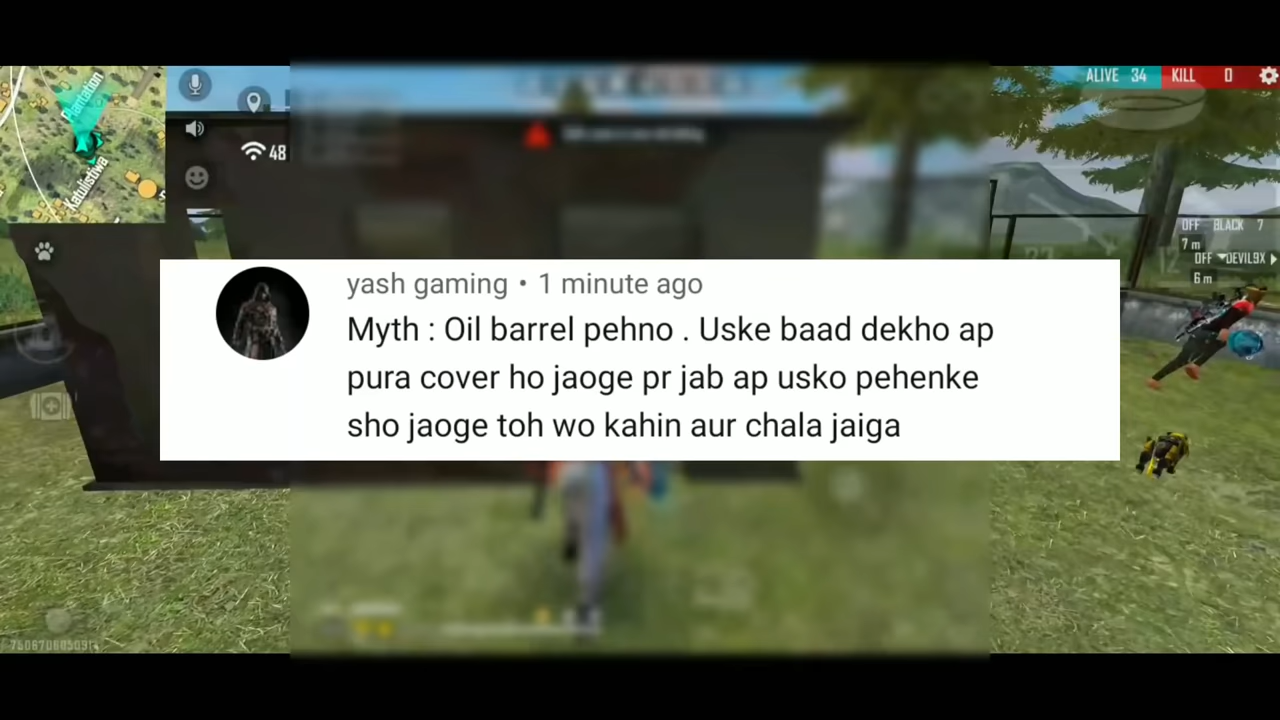 Plantation
Katulistiwa
48
ALIVE 34 KILL 0
OFF BLACK 7
7 m
OFF DEVIL9X
6 m
yash gaming • 1 minute ago
Myth : Oil barrel pehno . Uske baad dekho ap
pura cover ho jaoge pr jab ap usko pehenke
sho jaoge toh wo kahin aur chala jaiga